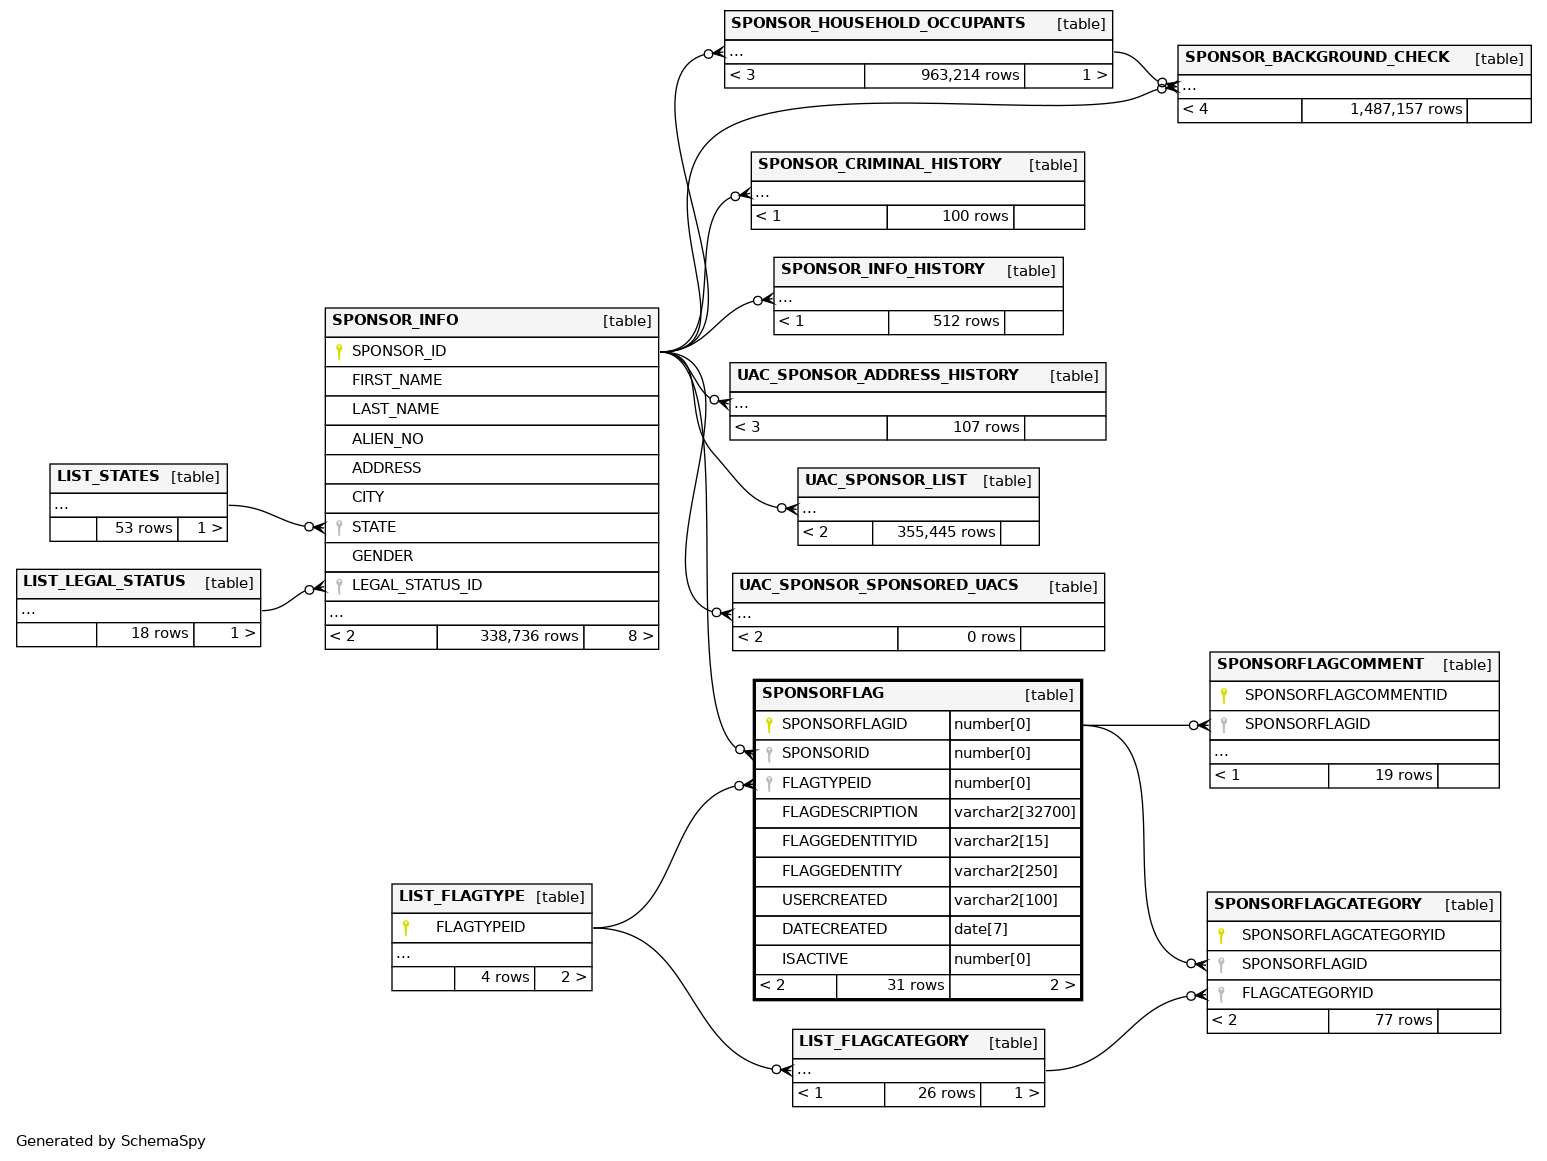 SPONSOR_HOUSEHOLD_OCCUPANTS [table]
...
< 3 963,214 rows 1 >
SPONSOR_BACKGROUND_CHECK [table]
...
< 4 1,487,157 rows
SPONSOR_CRIMINAL_HISTORY [table]
...
< 1 100 rows
SPONSOR_INFO_HISTORY [table]
...
< 1 512 rows
SPONSOR_INFO [table]
SPONSOR_ID
FIRST_NAME
LAST_NAME
ALIEN_NO
ADDRESS
CITY
STATE
GENDER
LEGAL_STATUS_ID
...
< 2 338,736 rows 8 >
UAC_SPONSOR_ADDRESS_HISTORY [table]
...
< 3 107 rows
LIST_STATES [table]
...
53 rows 1 >
UAC_SPONSOR_LIST [table]
...
< 2 355,445 rows
LIST_LEGAL_STATUS [table]
...
18 rows 1 >
UAC_SPONSOR_SPONSORED_UACS [table]
...
< 2 0 rows
SPONSORFLAG [table]
SPONSORFLAGID number[0]
SPONSORID number[0]
FLAGTYPEID number[0]
FLAGDESCRIPTION varchar2[32700]
FLAGGEDENTITYID varchar2[15]
FLAGGEDENTITY varchar2[250]
USERCREATED varchar2[100]
DATECREATED date[7]
ISACTIVE number[0]
< 2 31 rows 2 >
SPONSORFLAGCOMMENT [table]
SPONSORFLAGCOMMENTID
SPONSORFLAGID
...
< 1 19 rows
LIST_FLAGTYPE [table]
FLAGTYPEID
...
4 rows 2 >
SPONSORFLAGCATEGORY [table]
SPONSORFLAGCATEGORYID
SPONSORFLAGID
FLAGCATEGORYID
< 2 77 rows
LIST_FLAGCATEGORY [table]
...
< 1 26 rows 1 >
Generated by SchemaSpy